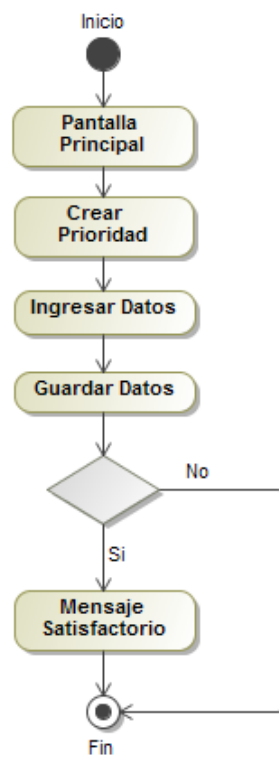 Inicio
Pantalla
Principal
Crear
Prioridad
Ingresar Datos
Guardar Datos
No
Si
Mensaje
Satisfactorio
Fin